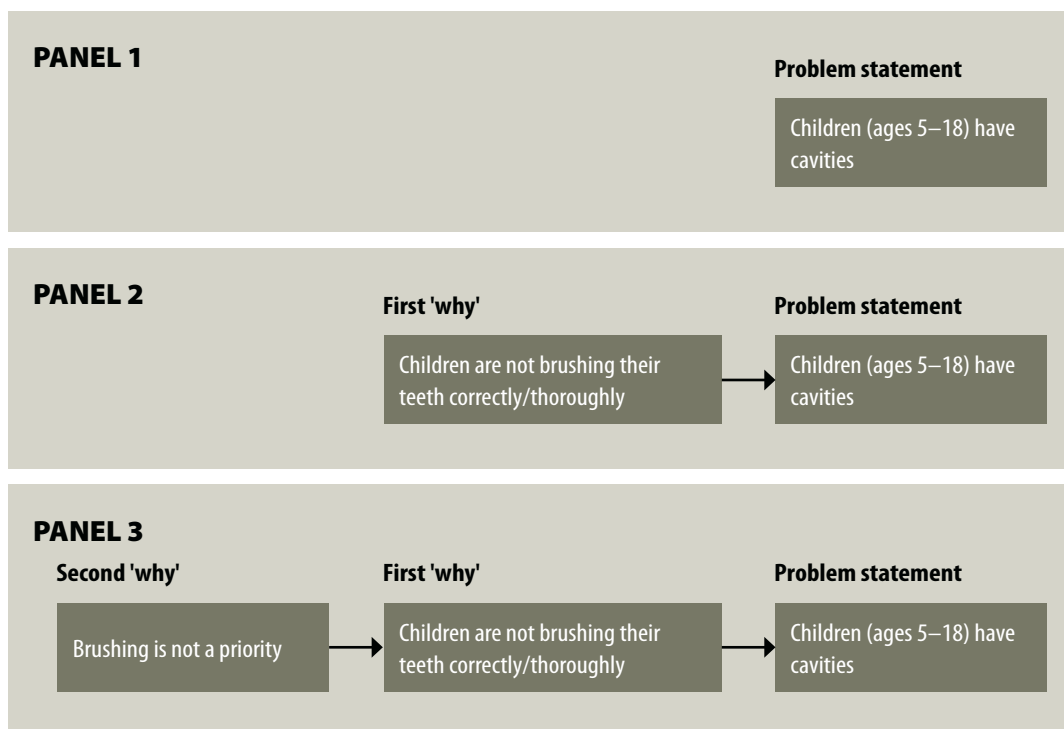 PANEL 1
Problem statement
Children (ages 5–18) have
cavities
PANEL 2
First 'why'
Children are not brushing their
teeth correctly/thoroughly
Problem statement
Children (ages 5–18) have
cavities
PANEL 3
Second 'why'
Brushing is not a priority
First 'why'
Children are not brushing their
teeth correctly/thoroughly
Problem statement
Children (ages 5–18) have
cavities